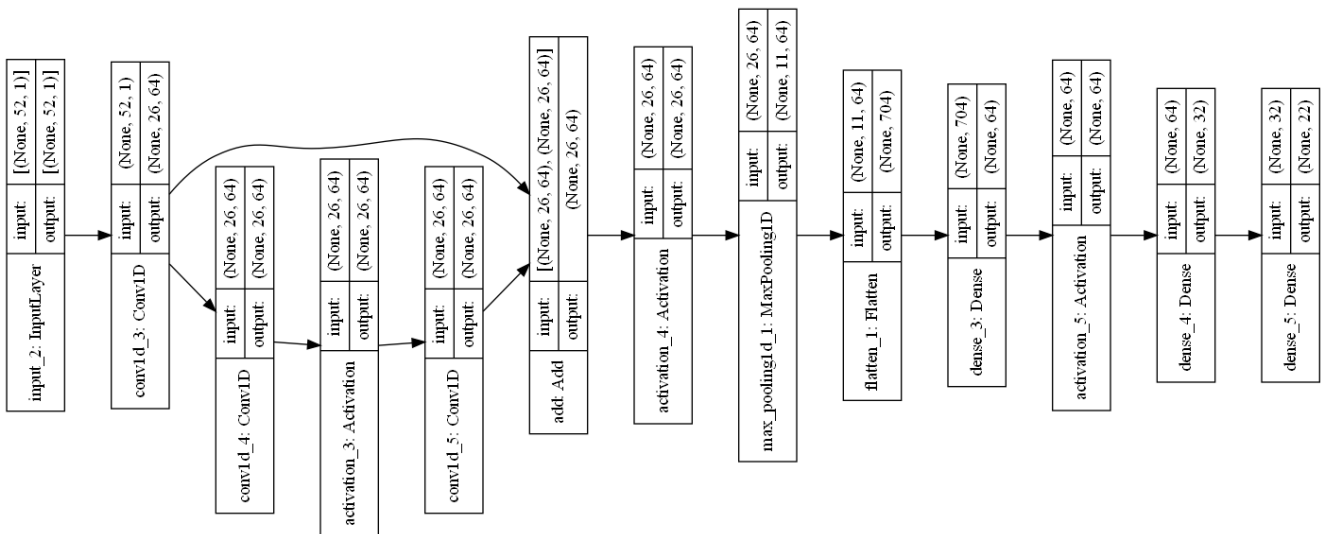 input_2: InputLayer
input: [(None, 52, 1)]
output: [(None, 52, 1)]
conv1d_3: Conv1D
input: (None, 52, 1)
output: (None, 26, 64)
conv1d_4: Conv1D
input: (None, 26, 64)
output: (None, 26, 64)
activation_3: Activation
input: (None, 26, 64)
output: (None, 26, 64)
conv1d_5: Conv1D
input: (None, 26, 64)
output: (None, 26, 64)
add: Add
input: [(None, 26, 64), (None, 26, 64)]
output: (None, 26, 64)
activation_4: Activation
input: (None, 26, 64)
output: (None, 26, 64)
max_pooling1d_1: MaxPooling1D
input: (None, 26, 64)
output: (None, 11, 64)
flatten_1: Flatten
input: (None, 11, 64)
output: (None, 704)
dense_3: Dense
input: (None, 704)
output: (None, 64)
activation_5: Activation
input: (None, 64)
output: (None, 64)
dense_4: Dense
input: (None, 64)
output: (None, 32)
dense_5: Dense
input: (None, 32)
output: (None, 22)